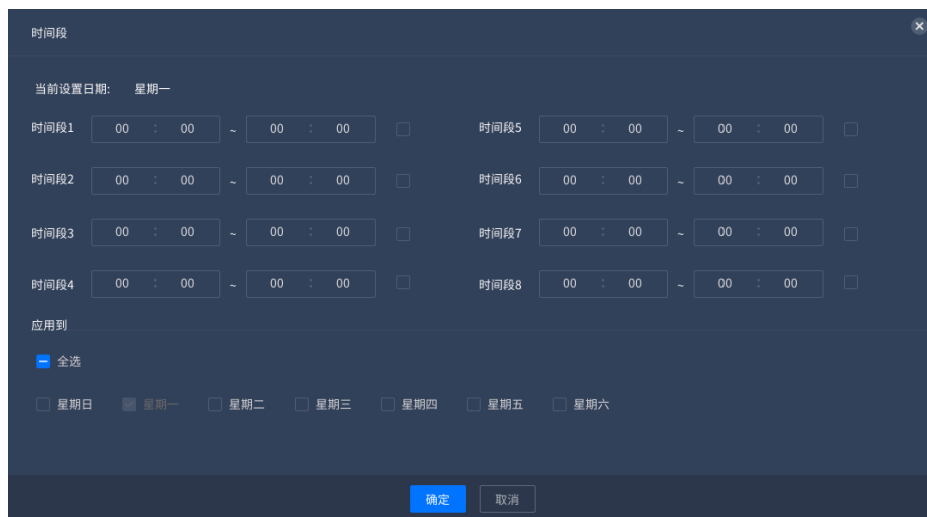 时间段
当前设置日期: 星期一
时间段1 00 : 00 ~ 00 : 00 时间段5 00 : 00 ~ 00 : 00
时间段2 00 : 00 ~ 00 : 00 时间段6 00 : 00 ~ 00 : 00
时间段3 00 : 00 ~ 00 : 00 时间段7 00 : 00 ~ 00 : 00
时间段4 00 : 00 ~ 00 : 00 时间段8 00 : 00 ~ 00 : 00
应用到
全选
星期日 星期一 星期二 星期三 星期四 星期五 星期六
确定 取消